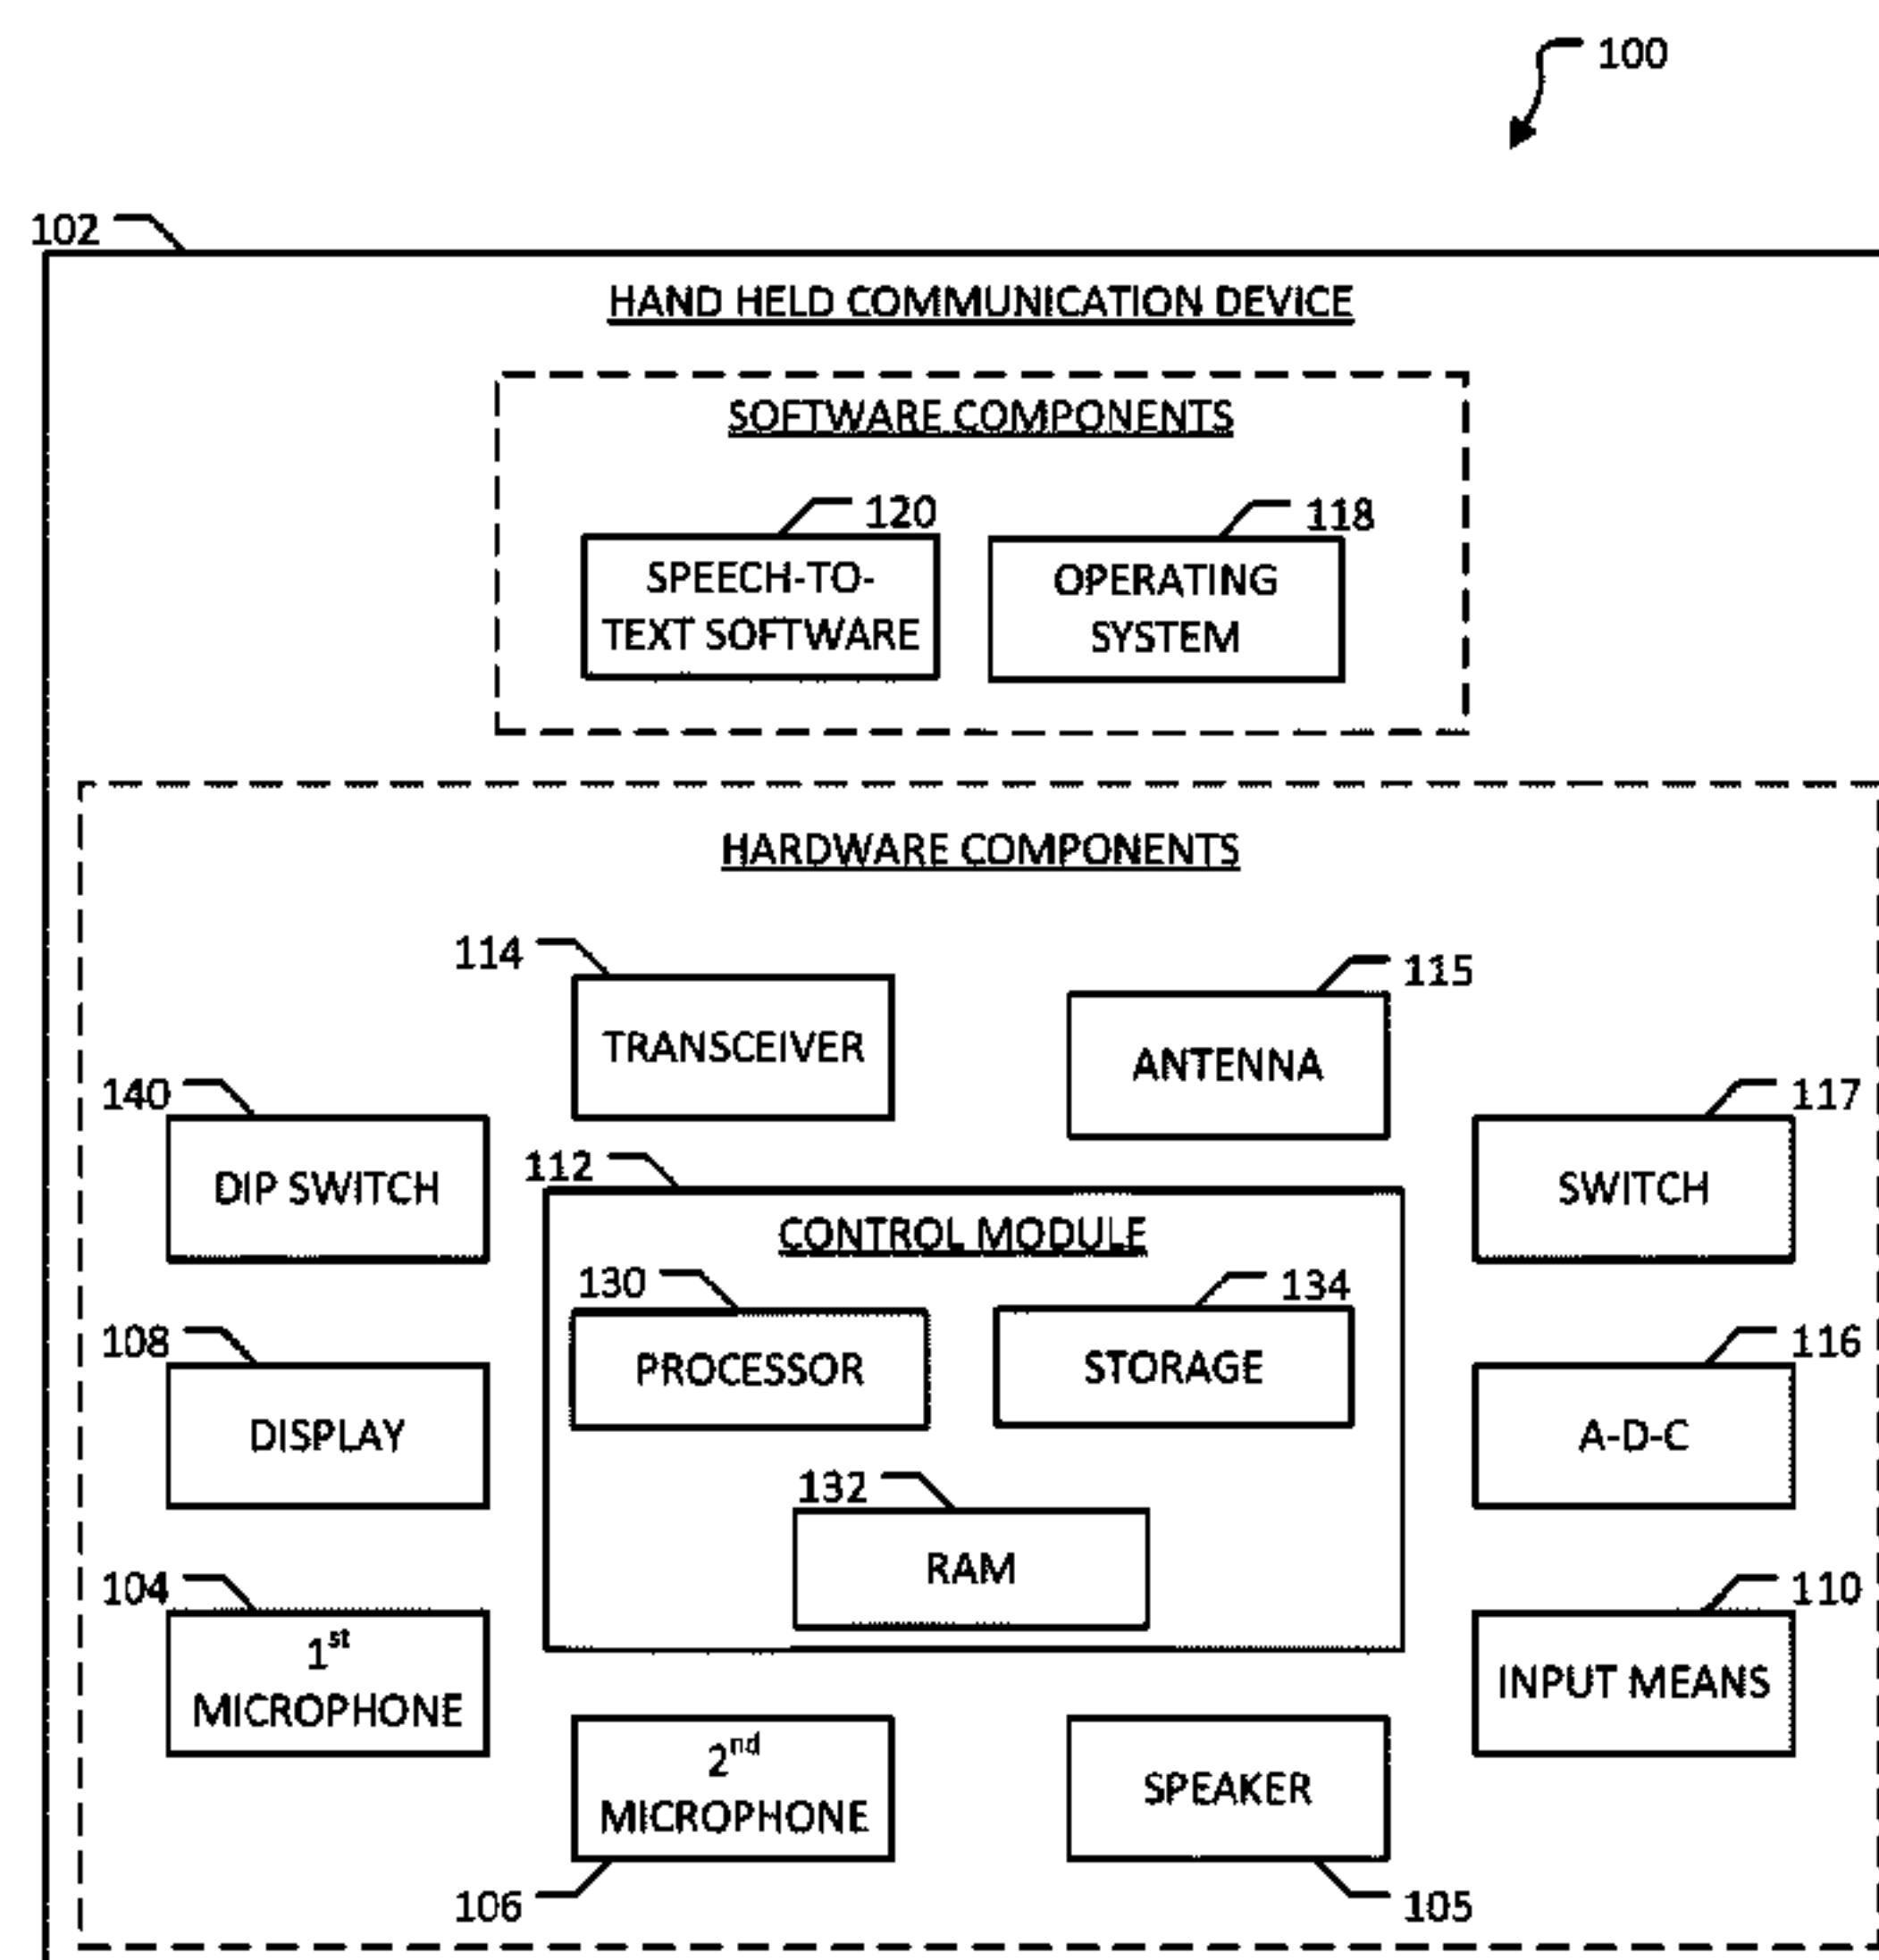 100
102
HAND HELD COMMUNICATION DEVICE
SOFTWARE COMPONENTS
120
SPEECH-TO-
TEXT SOFTWARE
118
OPERATING
SYSTEM
HARDWARE COMPONENTS
114
TRANSCEIVER
115
ANTENNA
140
DIP SWITCH
117
SWITCH
112
CONTROL MODULE
130
PROCESSOR
134
STORAGE
132
RAM
108
DISPLAY
116
A-D-C
104
1st
MICROPHONE
110
INPUT MEANS
2nd
MICROPHONE
106
SPEAKER
105